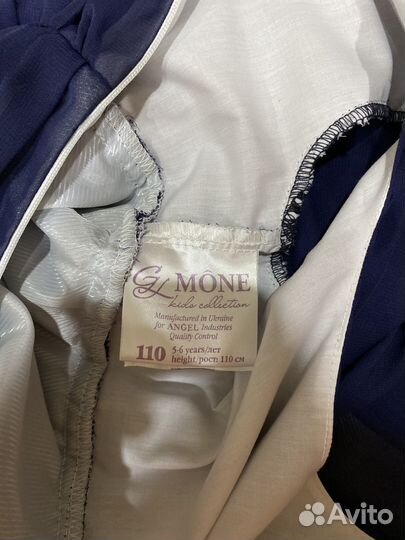 GL MÔNE
kids collection
Manufactured in Ukraine
for ANGEL Industries
Quality Control
110 5-6 years/лет
height/рост 110 см
Avito